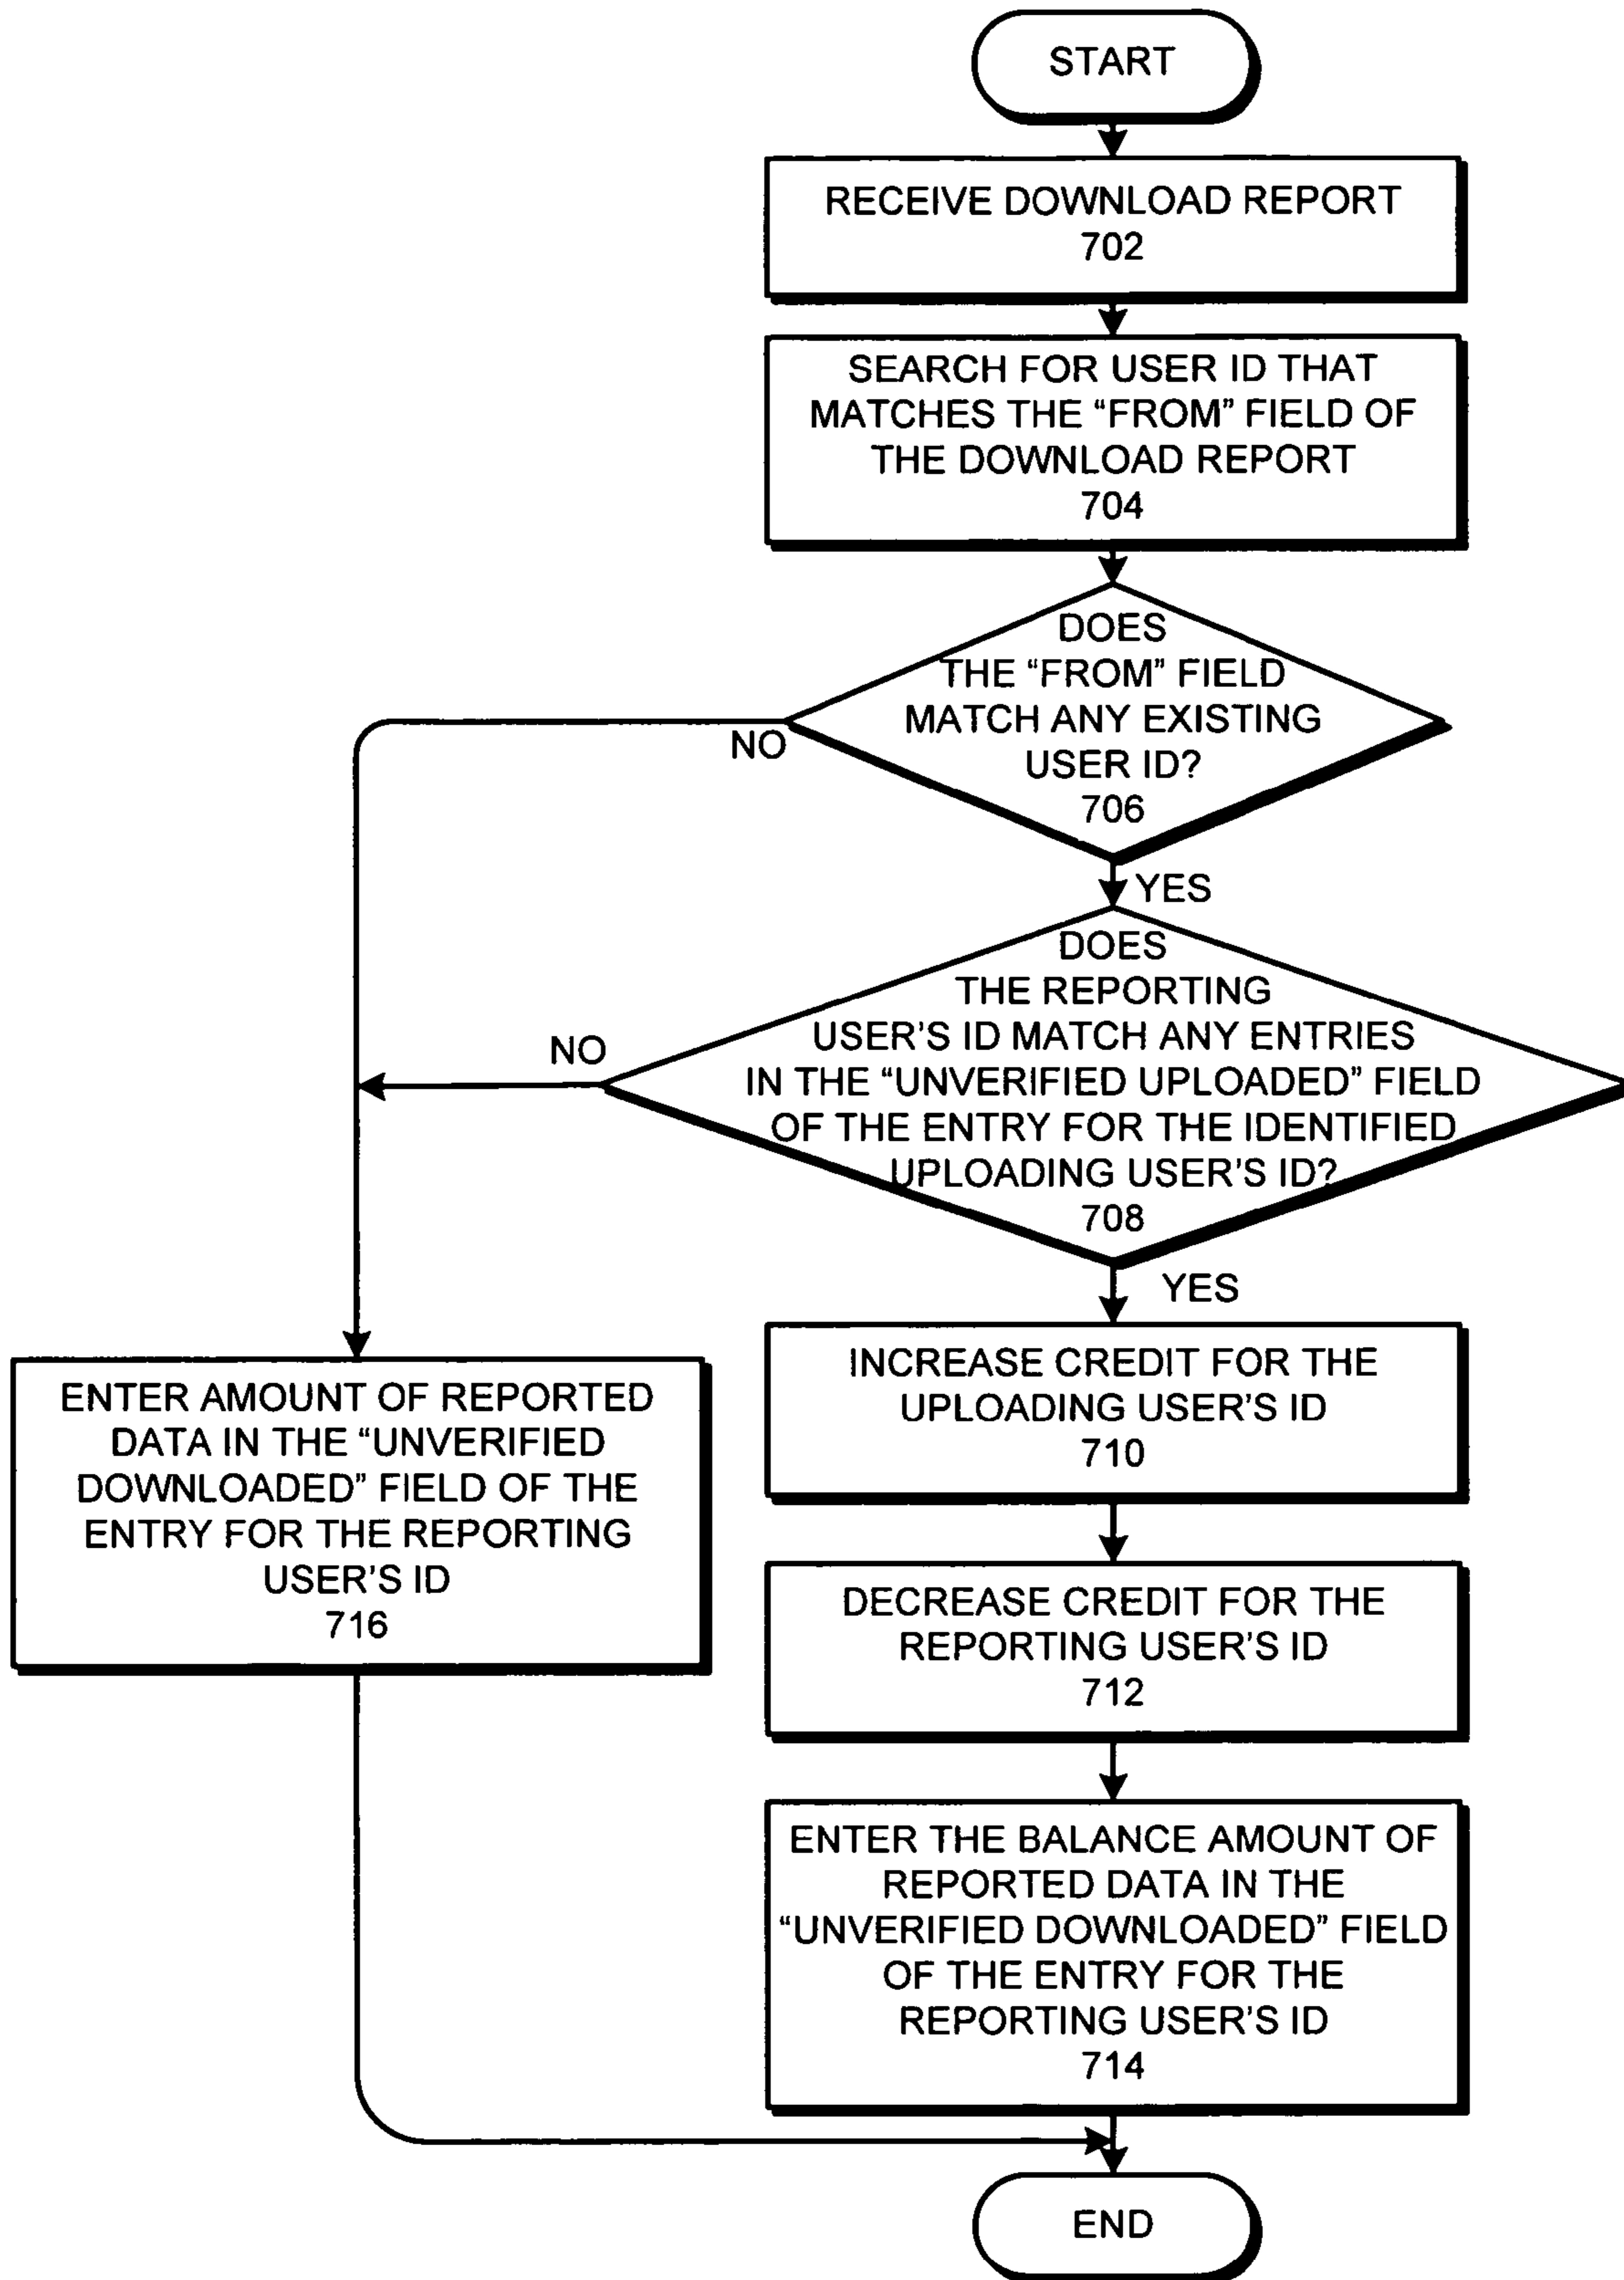 START
RECEIVE DOWNLOAD REPORT
702
SEARCH FOR USER ID THAT
MATCHES THE “FROM” FIELD OF
THE DOWNLOAD REPORT
704
DOES
THE “FROM” FIELD
MATCH ANY EXISTING
USER ID?
706
NO
YES
DOES
THE REPORTING
USER'S ID MATCH ANY ENTRIES
IN THE “UNVERIFIED UPLOADED” FIELD
OF THE ENTRY FOR THE IDENTIFIED
UPLOADING USER'S ID?
708
NO
YES
INCREASE CREDIT FOR THE
UPLOADING USER'S ID
710
ENTER AMOUNT OF REPORTED
DATA IN THE “UNVERIFIED
DOWNLOADED” FIELD OF THE
ENTRY FOR THE REPORTING
USER'S ID
716
DECREASE CREDIT FOR THE
REPORTING USER'S ID
712
ENTER THE BALANCE AMOUNT OF
REPORTED DATA IN THE
“UNVERIFIED DOWNLOADED” FIELD
OF THE ENTRY FOR THE
REPORTING USER'S ID
714
END